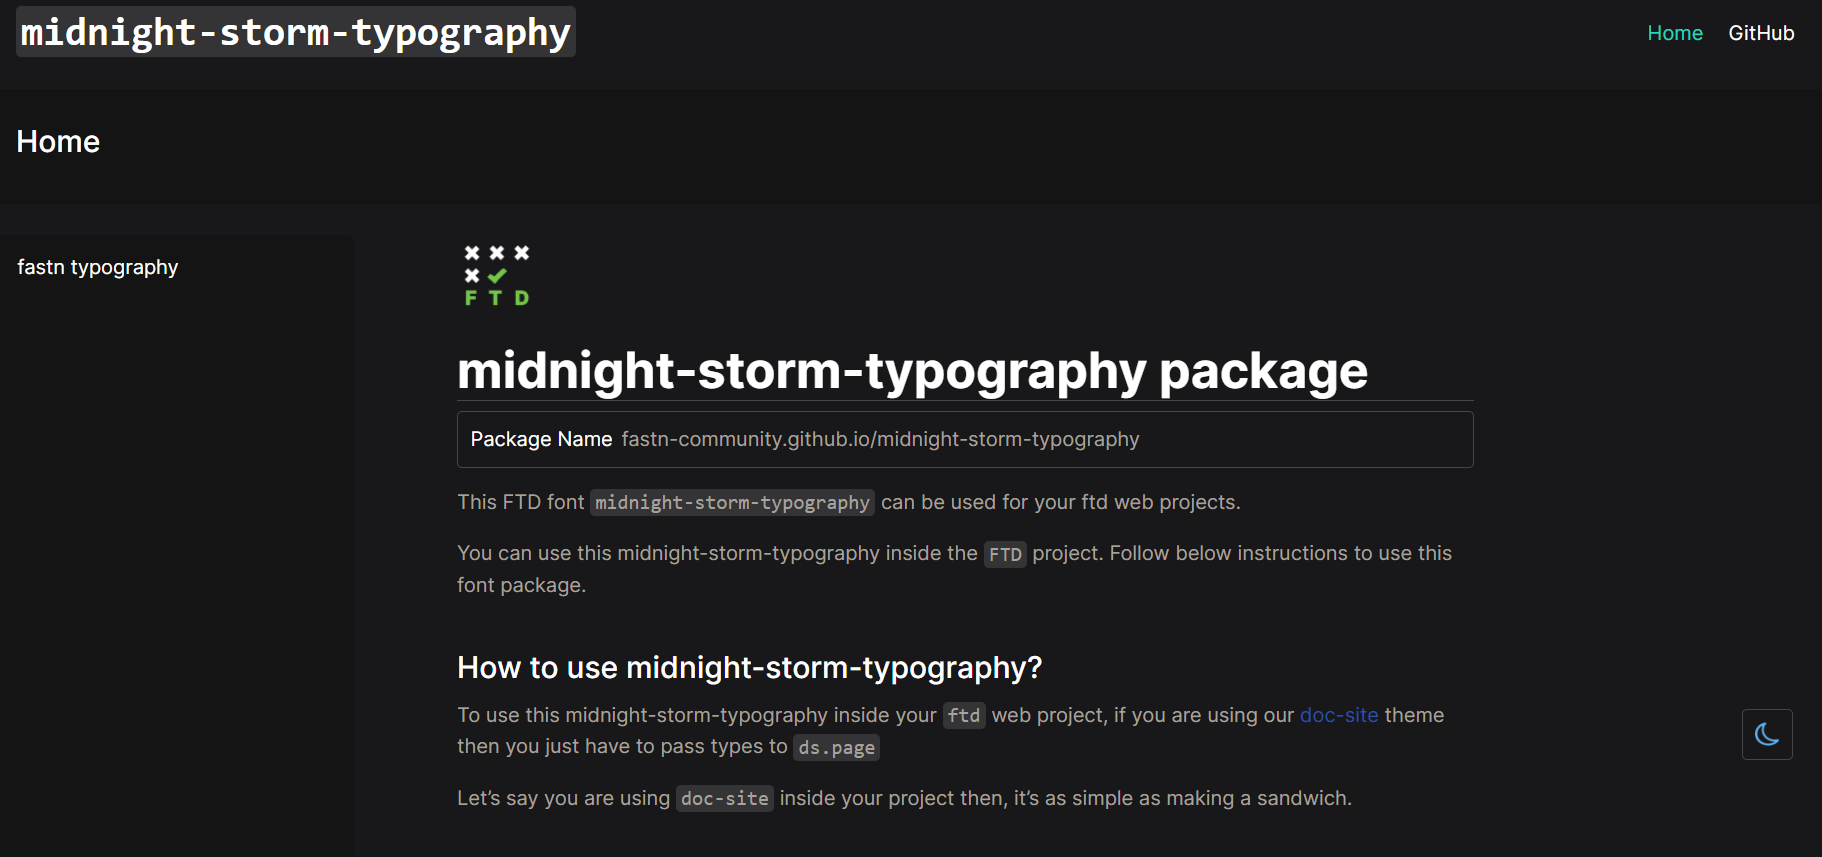 midnight-storm-typography
Home GitHub
Home
fastn typography
F T D
midnight-storm-typography package
Package Name fastn-community.github.io/midnight-storm-typography
This FTD font midnight-storm-typography can be used for your ftd web projects.
You can use this midnight-storm-typography inside the FTD project. Follow below instructions to use this
font package.
How to use midnight-storm-typography?
To use this midnight-storm-typography inside your ftd web project, if you are using our doc-site theme
then you just have to pass types to ds.page
Let’s say you are using doc-site inside your project then, it’s as simple as making a sandwich.